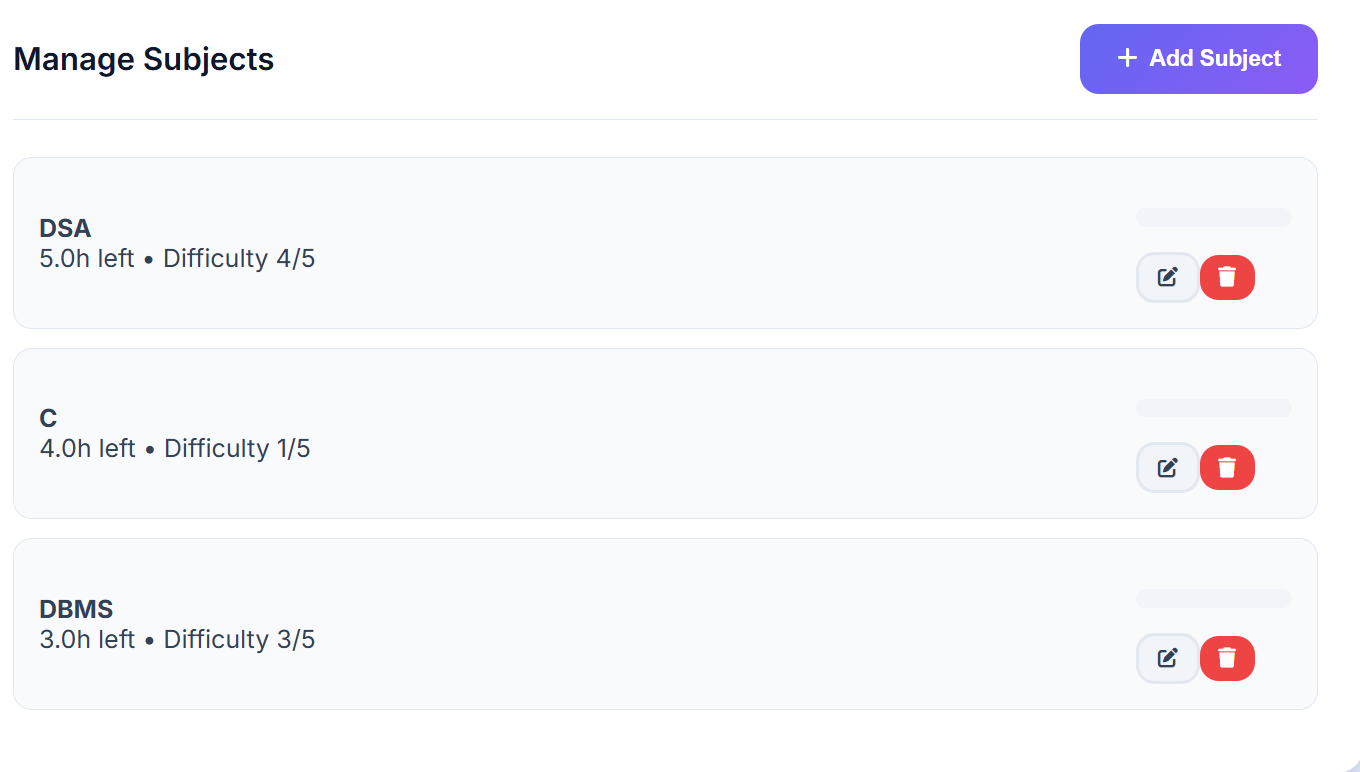 Manage Subjects
Add Subject
DSA
5.0h left • Difficulty 4/5
C
4.0h left • Difficulty 1/5
DBMS
3.0h left • Difficulty 3/5